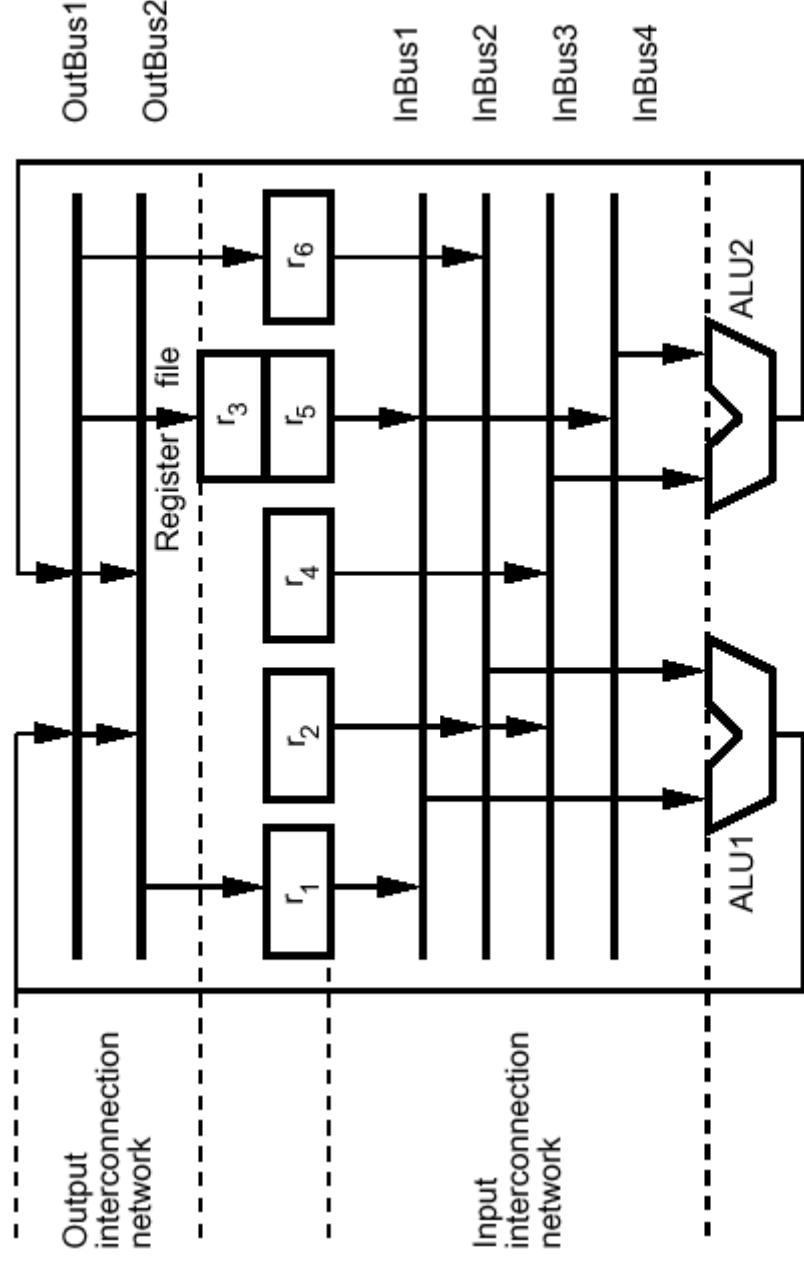 OutBus1
OutBus2
InBus1
InBus2
InBus3
InBus4
Register file
r6
r3
r5
r4
r2
r1
ALU2
ALU1
Output
interconnection
network
Input
interconnection
network